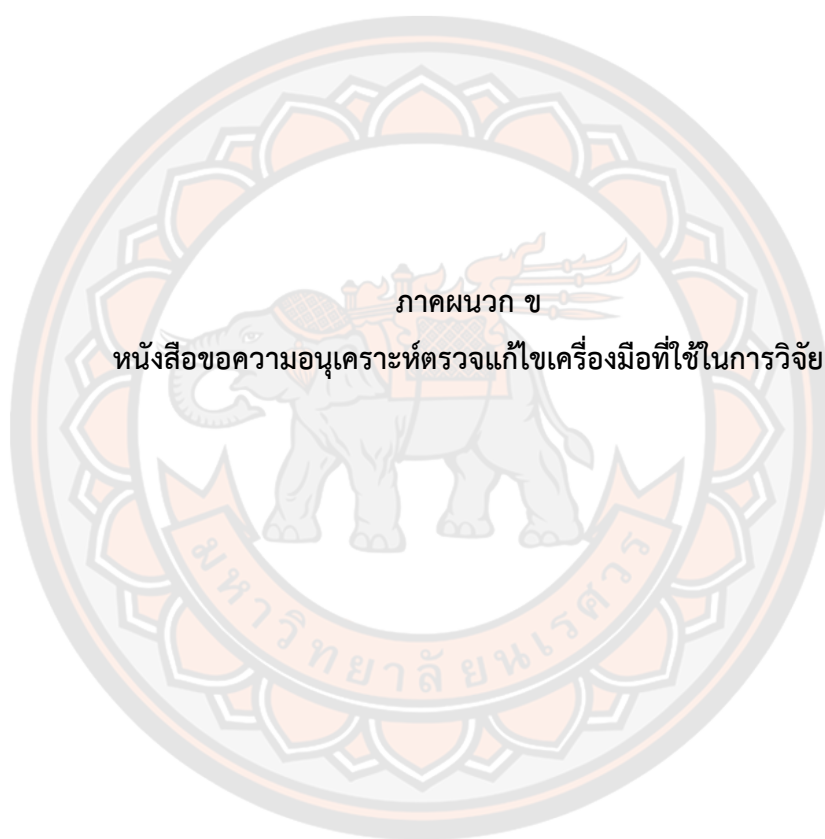 ภาคผนวก ข
หนังสือขอความอนุเคราะห์ตรวจแก้ไขเครื่องมือที่ใช้ในการวิจัย
มหาวิทยาลัยนเรศวร